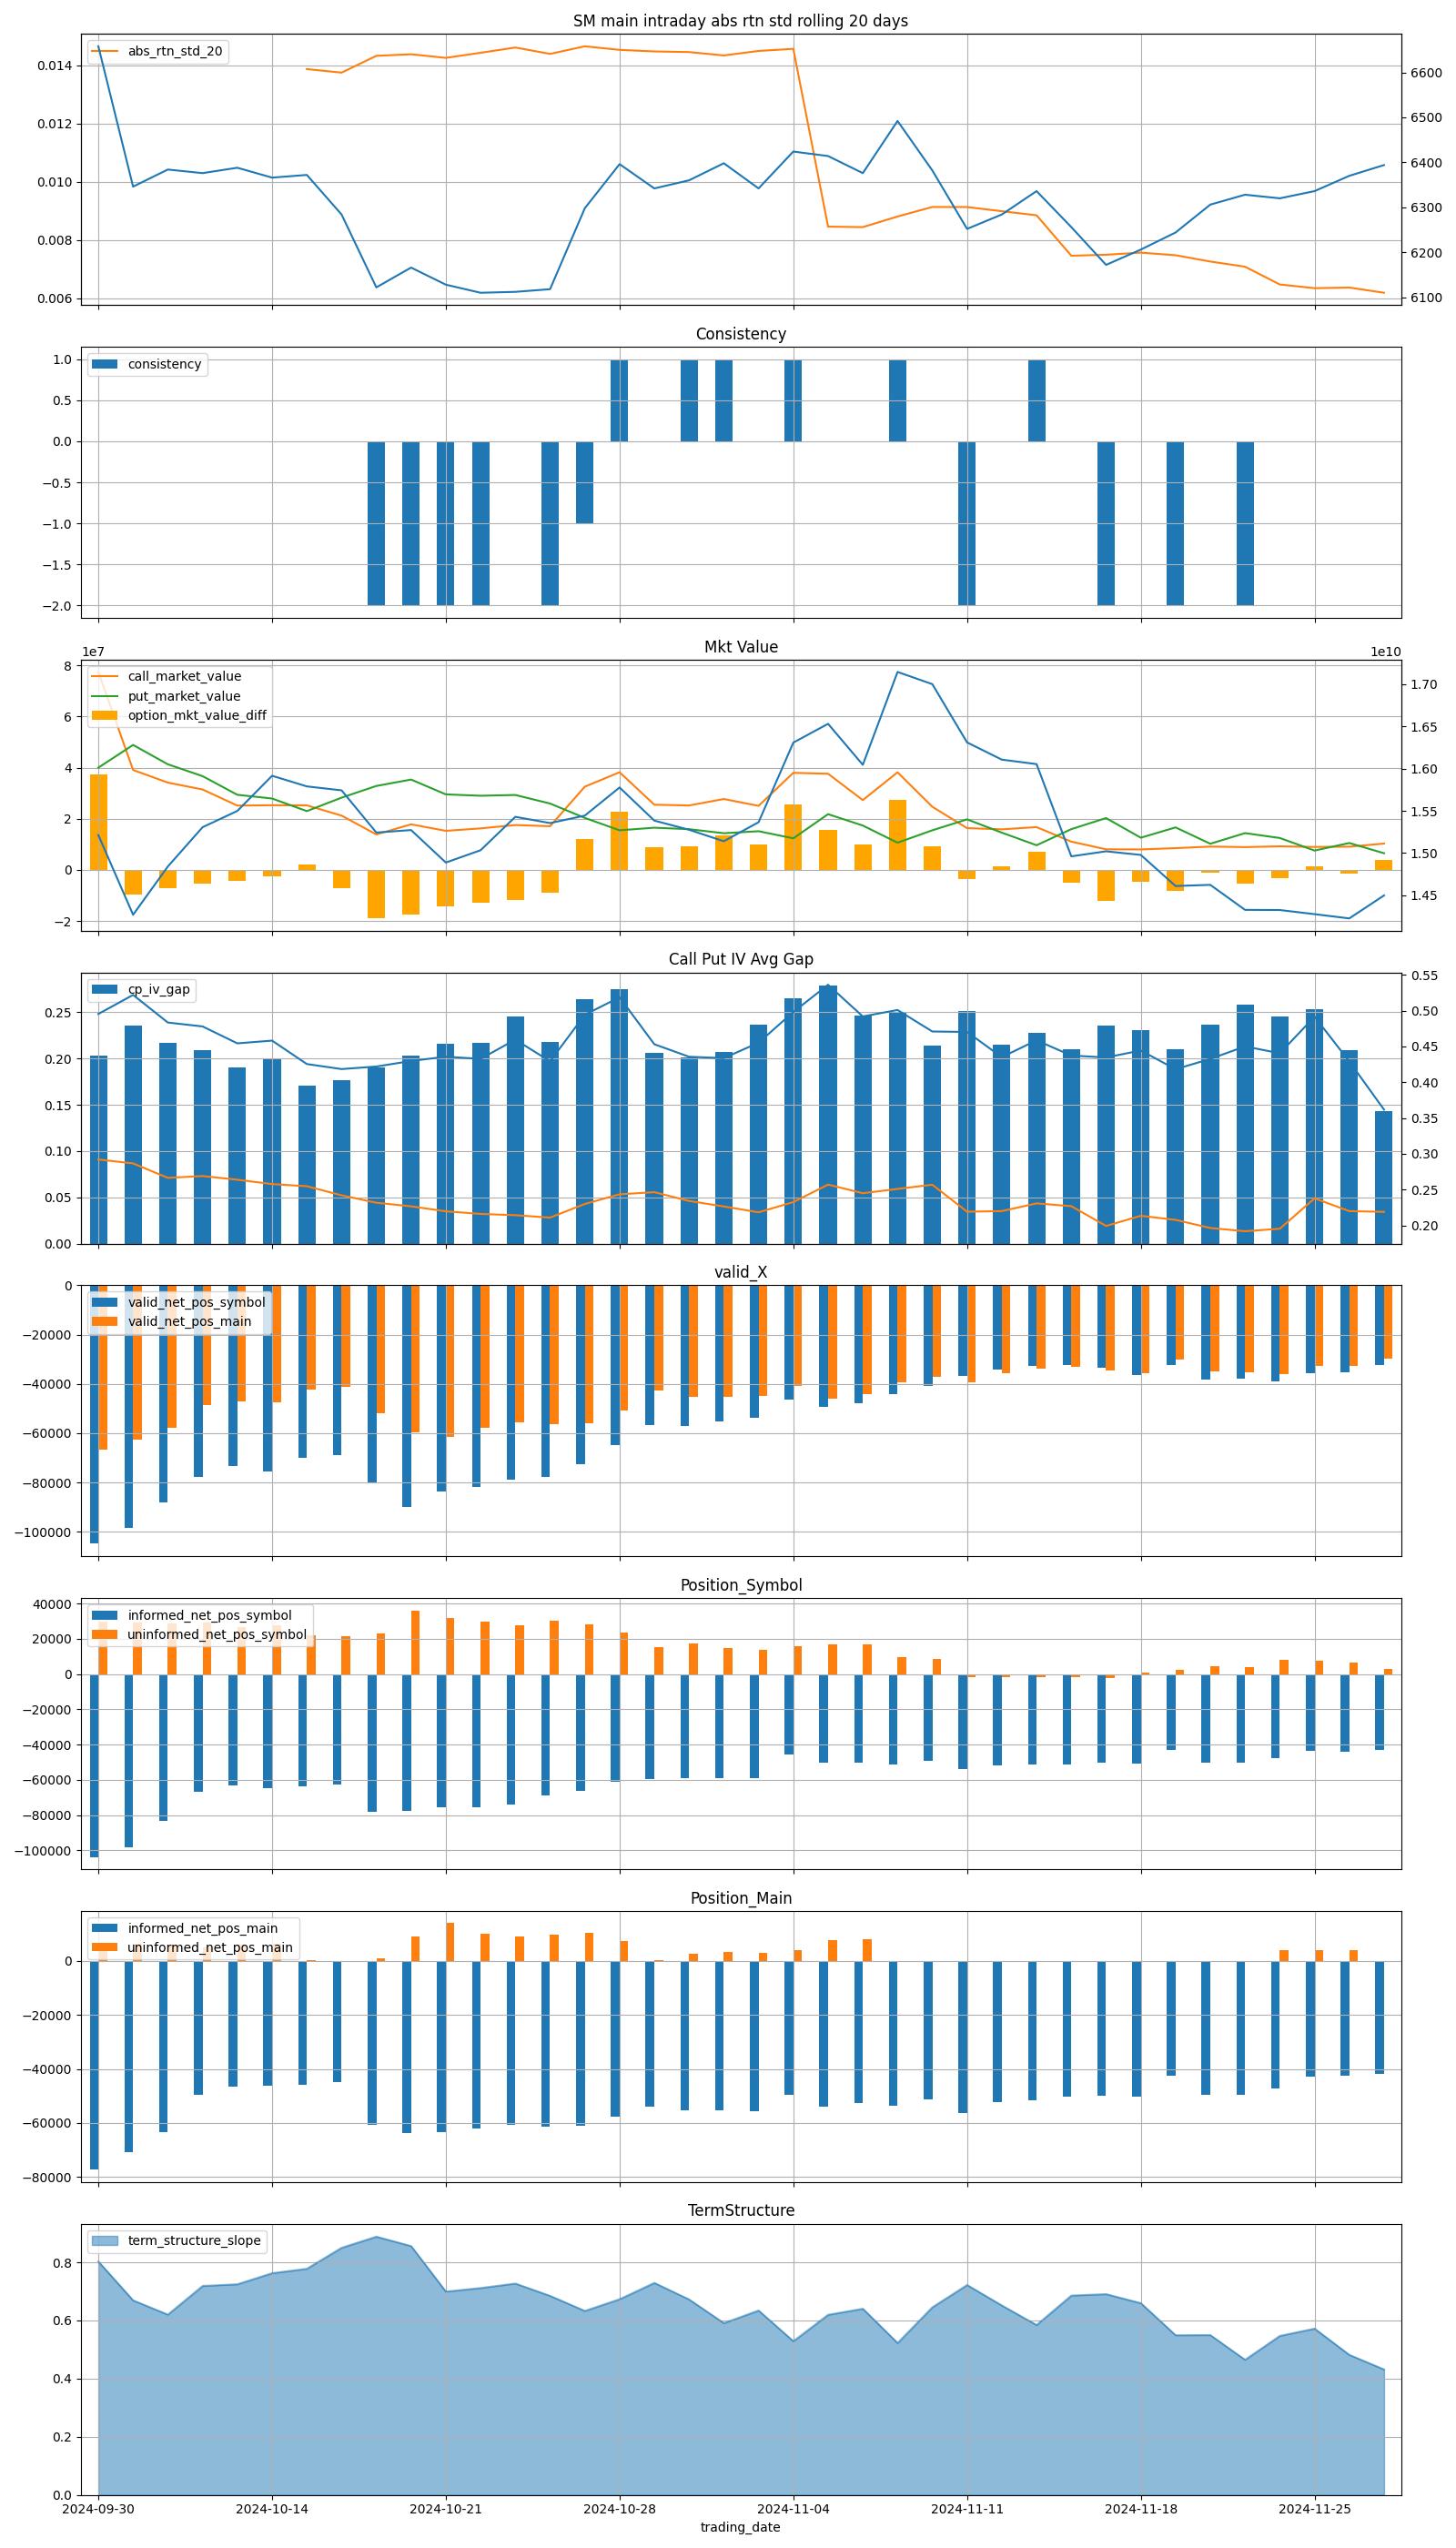 SM main intraday abs rtn std rolling 20 days
abs_rtn_std_20
0.014
0.012
0.010
0.008
0.006
6600
6500
6400
6300
6200
6100
Consistency
consistency
1.0
0.5
0.0
−0.5
−1.0
−1.5
−2.0
Mkt Value
1e7
1e10
call_market_value
put_market_value
option_mkt_value_diff
8
6
4
2
0
−2
1.70
1.65
1.60
1.55
1.50
1.45
Call Put IV Avg Gap
cp_iv_gap
0.25
0.20
0.15
0.10
0.05
0.00
0.55
0.50
0.45
0.40
0.35
0.30
0.25
0.20
valid_X
valid_net_pos_symbol
valid_net_pos_main
0
−20000
−40000
−60000
−80000
−100000
Position_Symbol
informed_net_pos_symbol
uninformed_net_pos_symbol
40000
20000
0
−20000
−40000
−60000
−80000
−100000
Position_Main
informed_net_pos_main
uninformed_net_pos_main
0
−20000
−40000
−60000
−80000
TermStructure
term_structure_slope
0.8
0.6
0.4
0.2
0.0
2024-09-30 2024-10-14 2024-10-21 2024-10-28 2024-11-04 2024-11-11 2024-11-18 2024-11-25
trading_date